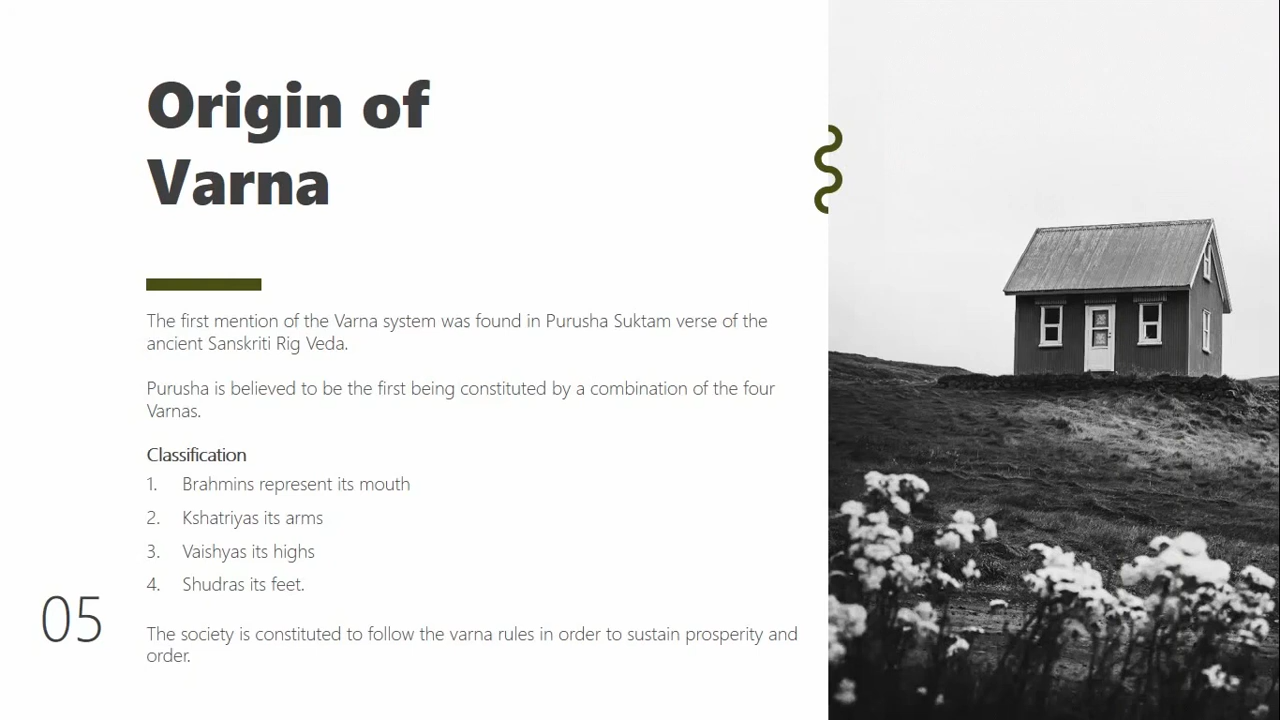 Origin of
Varna
The first mention of the Varna system was found in Purusha Suktam verse of the
ancient Sanskriti Rig Veda.
Purusha is believed to be the first being constituted by a combination of the four
Varnas.
Classification
1. Brahmins represent its mouth
2. Kshatriyas its arms
3. Vaishyas its highs
4. Shudras its feet.
05
The society is constituted to follow the varna rules in order to sustain prosperity and
order.